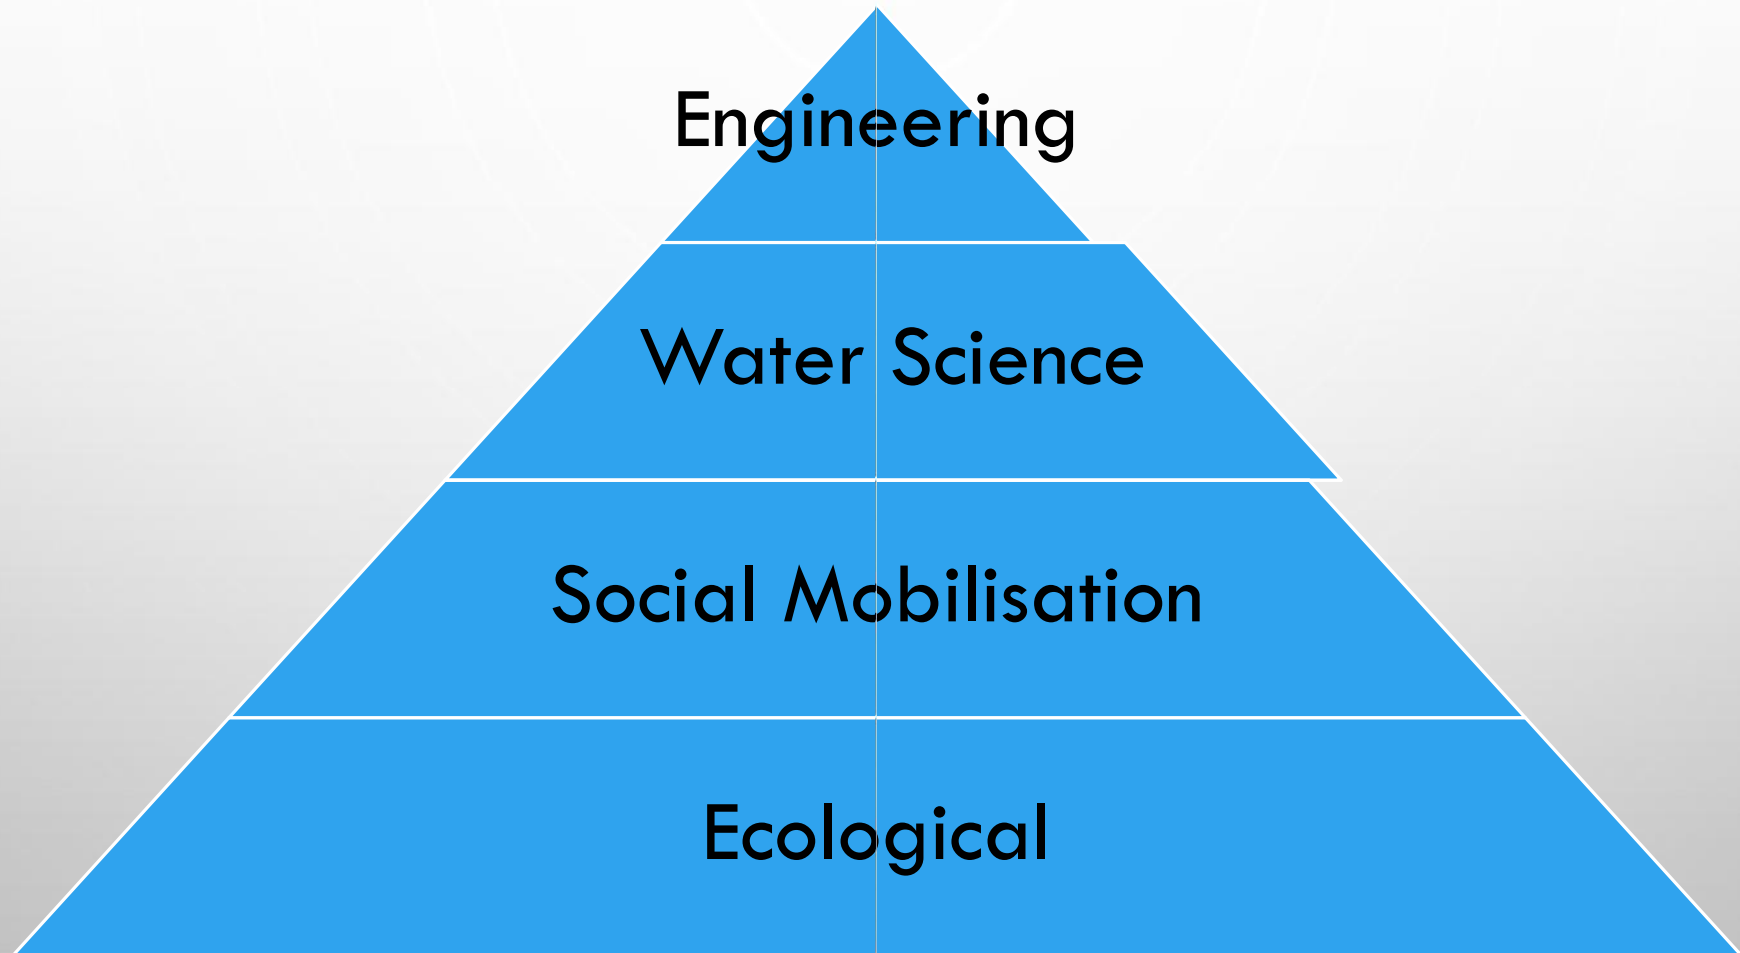 Engineering
Water Science
Social Mobilisation
Ecological